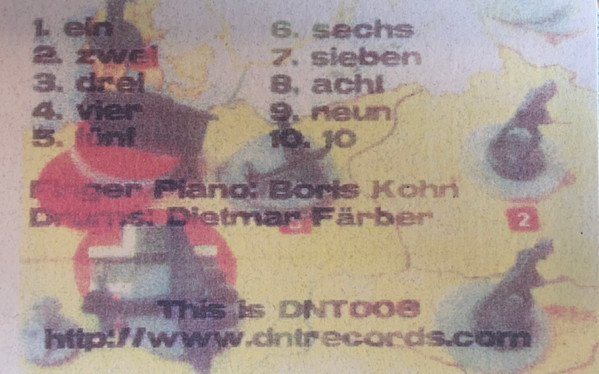 1. ein
2. zwei
3. drei
4. vier
5. fünf
6. sechs
7. sieben
8. acht
9. neun
10. 10
Finger Piano: Boris Kohn
Drums: Dietmar Färber
2
This is DNT008
http://www.dntrecords.com